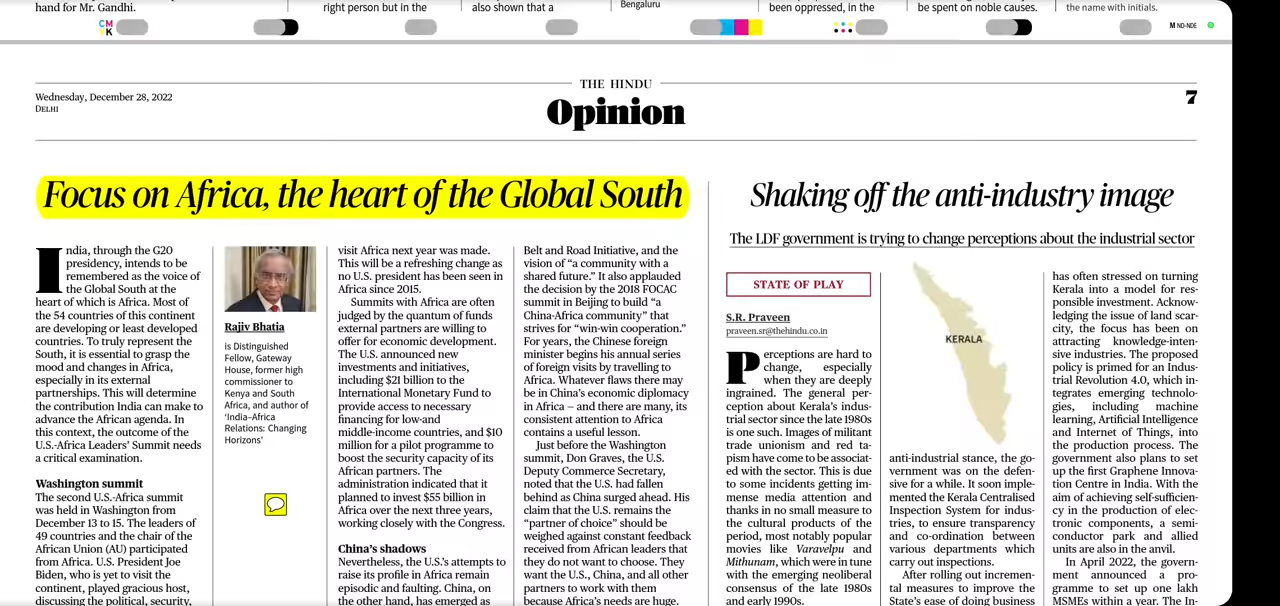 hand for Mr. Gandhi.
right person but in the
also shown that a
Bengaluru
been oppressed, in the
be spent on noble causes.
the name with initials.
CM
YK
M ND-NDE
THE HINDU
Wednesday, December 28, 2022
DELHI
Opinion
7
Focus on Africa, the heart of the Global South
India, through the G20
presidency, intends to be
remembered as the voice of
the Global South at the
heart of which is Africa. Most of
the 54 countries of this continent
are developing or least developed
countries. To truly represent the
South, it is essential to grasp the
mood and changes in Africa,
especially in its external
partnerships. This will determine
the contribution India can make to
advance the African agenda. In
this context, the outcome of the
U.S.-Africa Leaders' Summit needs
a critical examination.
Washington summit
The second U.S.-Africa summit
was held in Washington from
December 13 to 15. The leaders of
49 countries and the chair of the
African Union (AU) participated
from Africa. U.S. President Joe
Biden, who is yet to visit the
continent, played gracious host,
discussing the political, security,
Rajiv Bhatia
is Distinguished
Fellow, Gateway
House, former high
commissioner to
Kenya and South
Africa, and author of
'India–Africa
Relations: Changing
Horizons'
visit Africa next year was made.
This will be a refreshing change as
no U.S. president has been seen in
Africa since 2015.
Summits with Africa are often
judged by the quantum of funds
external partners are willing to
offer for economic development.
The U.S. announced new
investments and initiatives,
including $21 billion to the
International Monetary Fund to
provide access to necessary
financing for low-and
middle-income countries, and $10
million for a pilot programme to
boost the security capacity of its
African partners. The
administration indicated that it
planned to invest $55 billion in
Africa over the next three years,
working closely with the Congress.
China's shadows
Nevertheless, the U.S.'s attempts to
raise its profile in Africa remain
episodic and faulting. China, on
the other hand, has emerged as
Belt and Road Initiative, and the
vision of "a community with a
shared future." It also applauded
the decision by the 2018 FOCAC
summit in Beijing to build "a
China-Africa community" that
strives for "win-win cooperation."
For years, the Chinese foreign
minister begins his annual series
of foreign visits by travelling to
Africa. Whatever flaws there may
be in China's economic diplomacy
in Africa — and there are many, its
consistent attention to Africa
contains a useful lesson.
Just before the Washington
summit, Don Graves, the U.S.
Deputy Commerce Secretary,
noted that the U.S. had fallen
behind as China surged ahead. His
claim that the U.S. remains the
"partner of choice" should be
weighed against constant feedback
received from African leaders that
they do not want to choose. They
want the U.S., China, and all other
partners to work with them
because Africa's needs are huge.
Shaking off the anti-industry image
The LDF government is trying to change perceptions about the industrial sector
STATE OF PLAY
S.R. Praveen
praveen.sr@thehindu.co.in
Perceptions are hard to
change, especially
when they are deeply
ingrained. The general per-
ception about Kerala's indus-
trial sector since the late 1980s
is one such. Images of militant
trade unionism and red ta-
pism have come to be associat-
ed with the sector. This is due
to some incidents getting im-
mense media attention and
thanks in no small measure to
the cultural products of the
period, most notably popular
movies like Varavelpu and
Mithunam, which were in tune
with the emerging neoliberal
consensus of the late 1980s
and early 1990s.
KERALA
anti-industrial stance, the go-
vernment was on the defen-
sive for a while. It soon imple-
mented the Kerala Centralised
Inspection System for indus-
tries, to ensure transparency
and co-ordination between
various departments which
carry out inspections.
After rolling out incremen-
tal measures to improve the
State's ease of doing business
has often stressed on turning
Kerala into a model for res-
ponsible investment. Acknow-
ledging the issue of land scar-
city, the focus has been on
attracting knowledge-inten-
sive industries. The proposed
policy is primed for an Indus-
trial Revolution 4.0, which in-
tegrates emerging technolo-
gies, including machine
learning, Artificial Intelligence
and Internet of Things, into
the production process. The
government also plans to set
up the first Graphene Innova-
tion Centre in India. With the
aim of achieving self-sufficien-
cy in the production of elec-
tronic components, a semi-
conductor park and allied
units are also in the anvil.
In April 2022, the govern-
ment announced a pro-
gramme to set up one lakh
MSMEs within a year. The In-